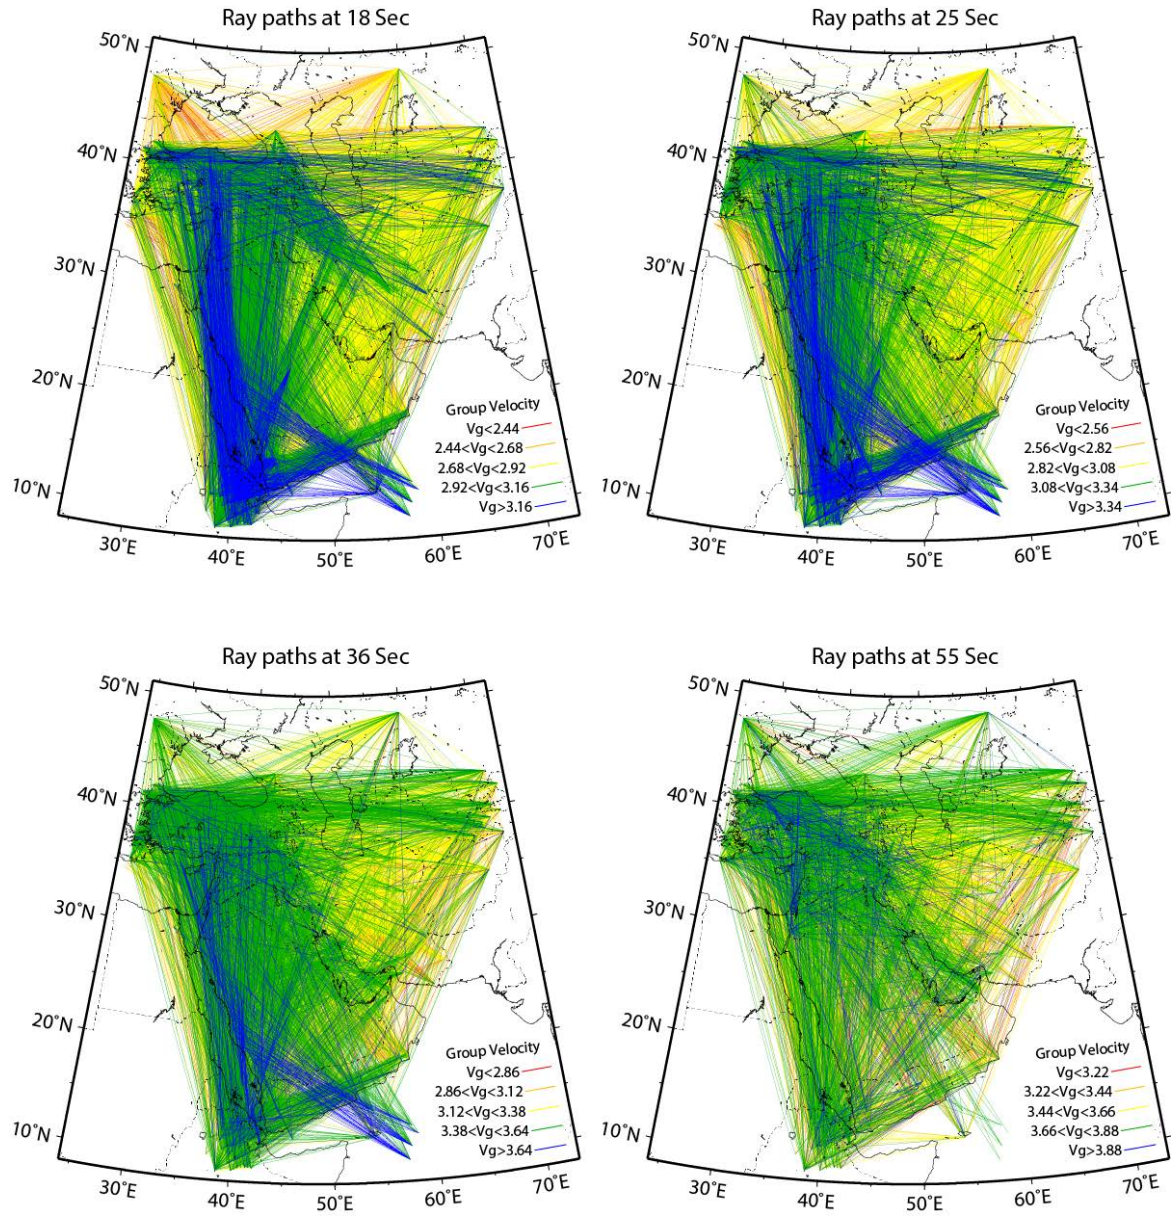 Ray paths at 18 Sec
50°N
40°N
30°N
20°N
10°N
30°E
40°E
50°E
60°E
70°E
Group Velocity
Vg<2.44
2.44<Vg<2.68
2.68<Vg<2.92
2.92<Vg<3.16
Vg>3.16
Ray paths at 25 Sec
50°N
40°N
30°N
20°N
10°N
30°E
40°E
50°E
60°E
70°E
Group Velocity
Vg<2.56
2.56<Vg<2.82
2.82<Vg<3.08
3.08<Vg<3.34
Vg>3.34
Ray paths at 36 Sec
50°N
40°N
30°N
20°N
10°N
30°E
40°E
50°E
60°E
70°E
Group Velocity
Vg<2.86
2.86<Vg<3.12
3.12<Vg<3.38
3.38<Vg<3.64
Vg>3.64
Ray paths at 55 Sec
50°N
40°N
30°N
20°N
10°N
30°E
40°E
50°E
60°E
70°E
Group Velocity
Vg<3.22
3.22<Vg<3.44
3.44<Vg<3.66
3.66<Vg<3.88
Vg>3.88